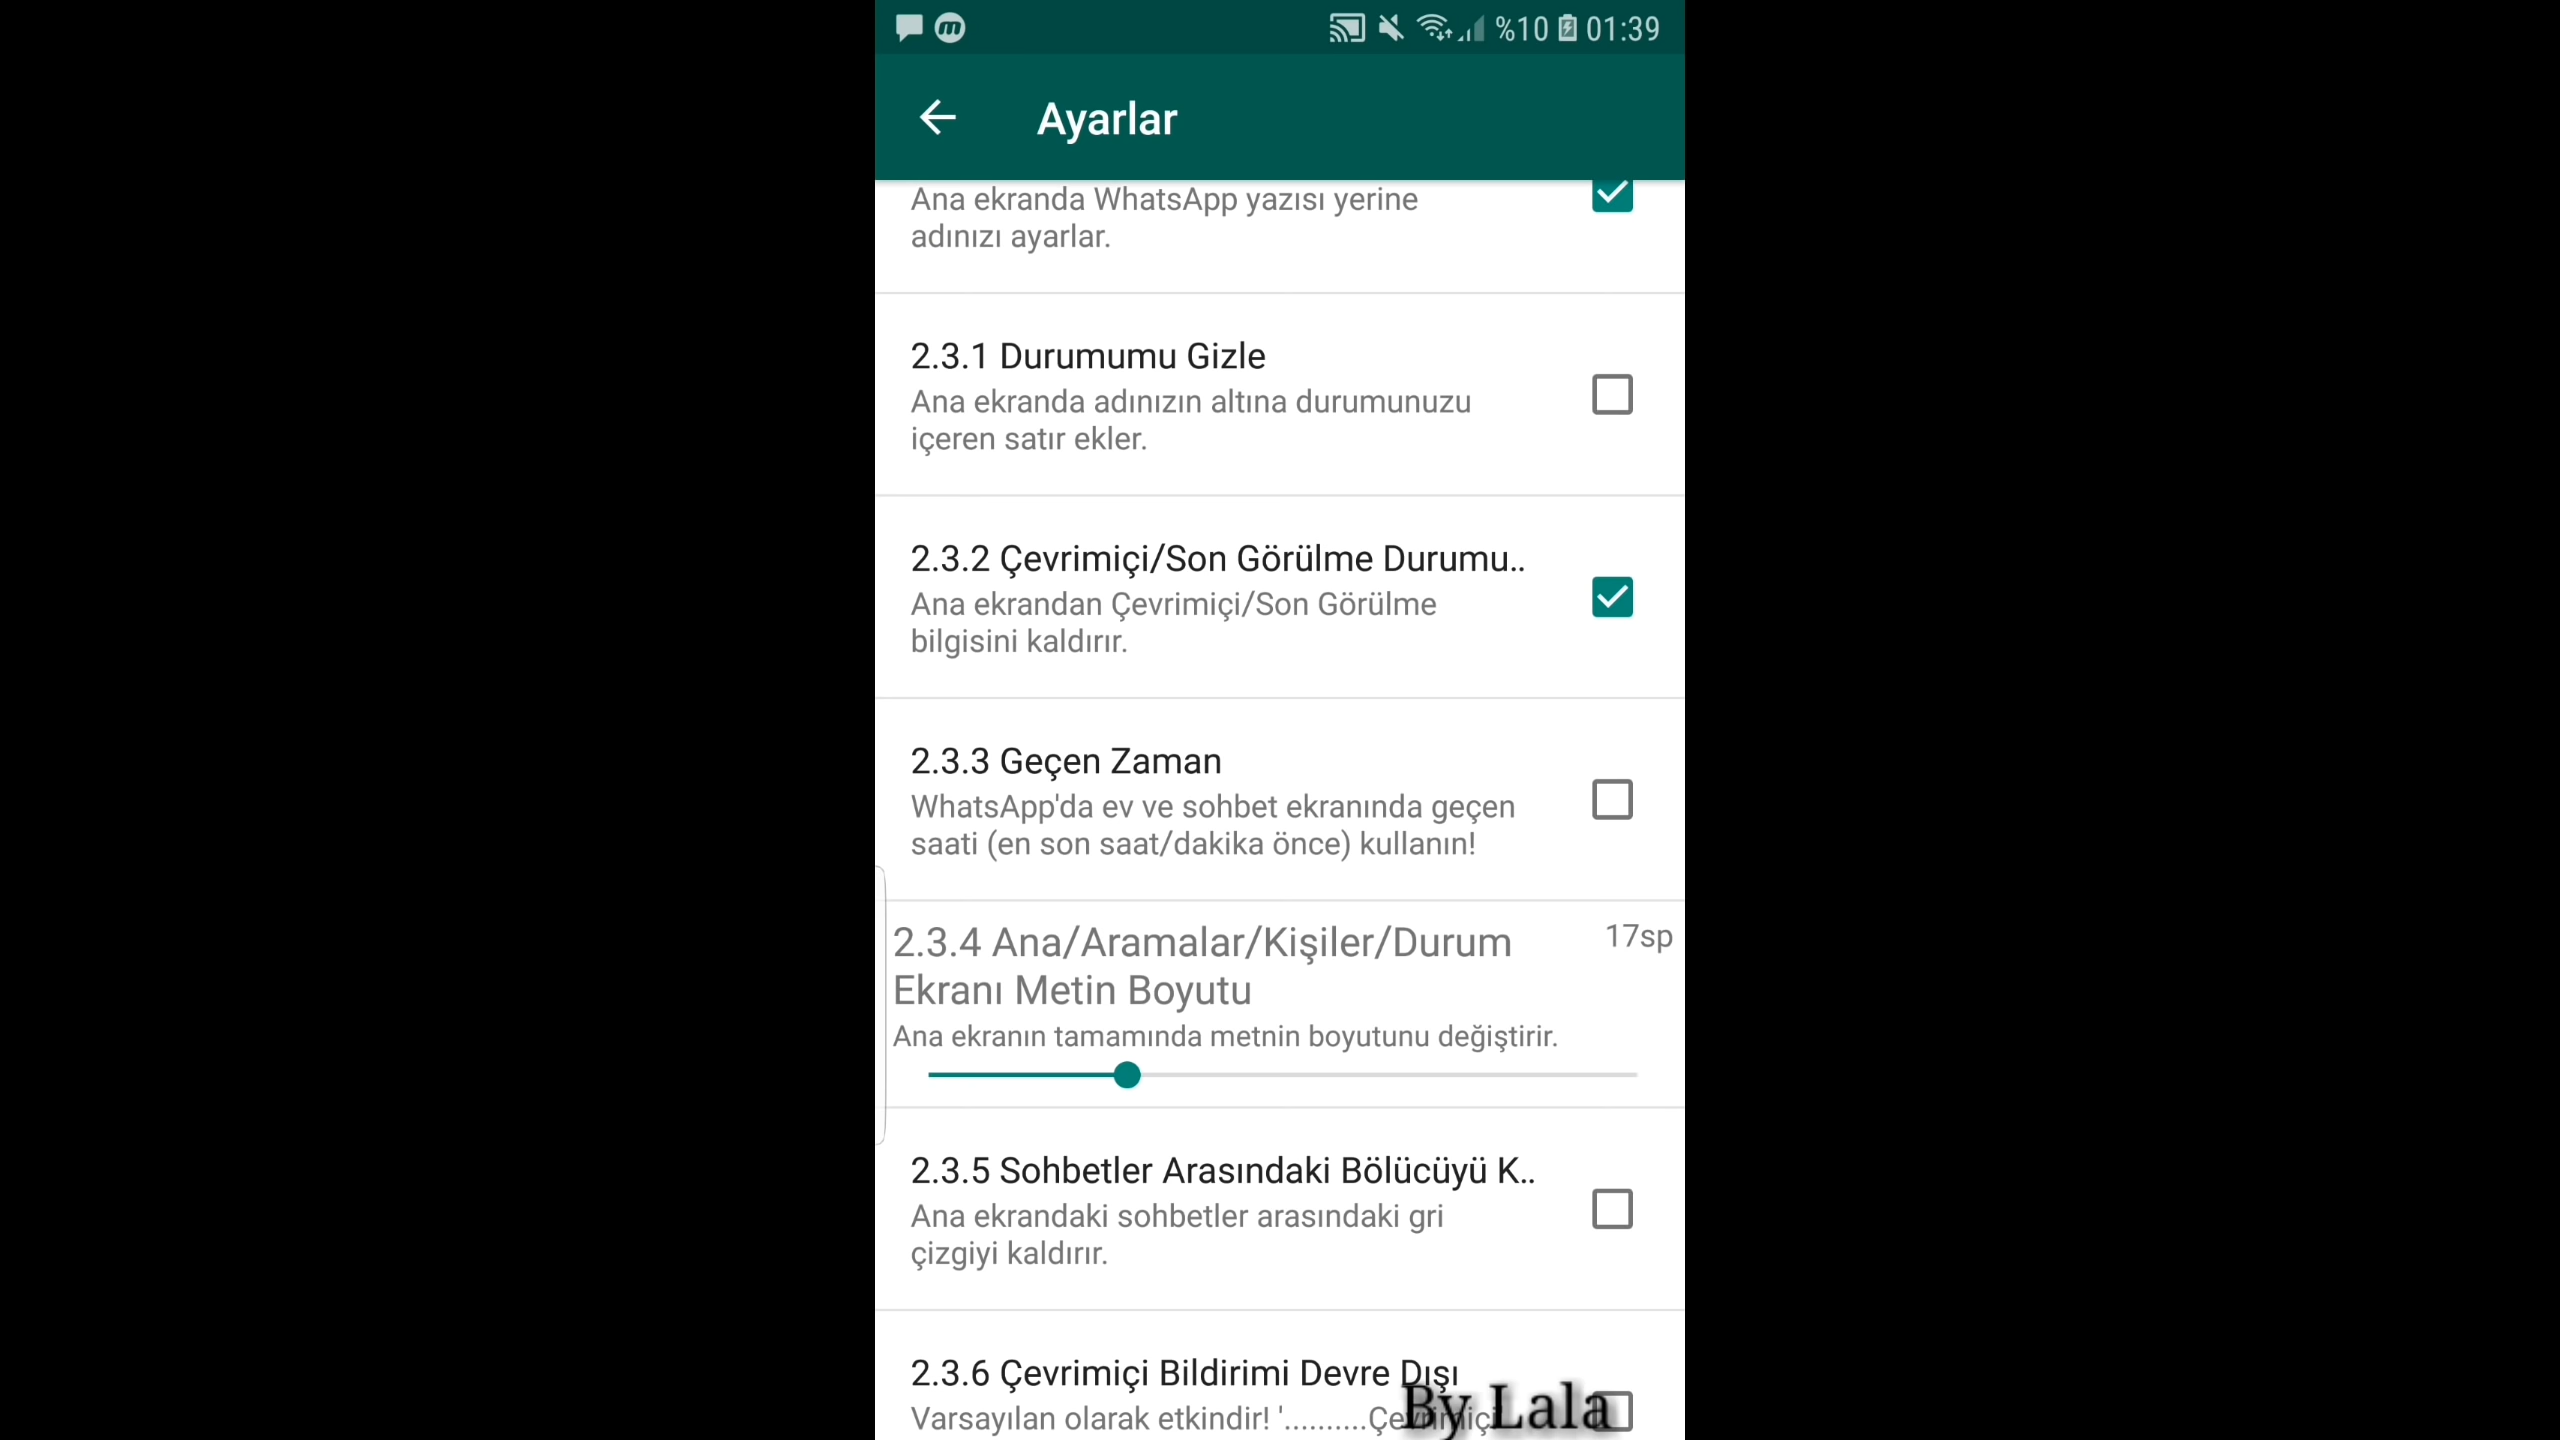 %10 01:39
Ayarlar
Ana ekranda WhatsApp yazısı yerine
adınızı ayarlar.
2.3.1 Durumumu Gizle
Ana ekranda adınızın altına durumunuzu
içeren satır ekler.
2.3.2 Çevrimiçi/Son Görülme Durumu..
Ana ekrandan Çevrimiçi/Son Görülme
bilgisini kaldırır.
2.3.3 Geçen Zaman
WhatsApp'da ev ve sohbet ekranında geçen
saati (en son saat/dakika önce) kullanın!
2.3.4 Ana/Aramalar/Kişiler/Durum
17sp
Ekranı Metin Boyutu
Ana ekranın tamamında metnin boyutunu değiştirir.
2.3.5 Sohbetler Arasındaki Bölücüyü K..
Ana ekrandaki sohbetler arasındaki gri
çizgiyi kaldırır.
2.3.6 Çevrimiçi Bildirimi Devre Dışı
Varsayılan olarak etkindir! '..........Çevrimiçi
By Lala